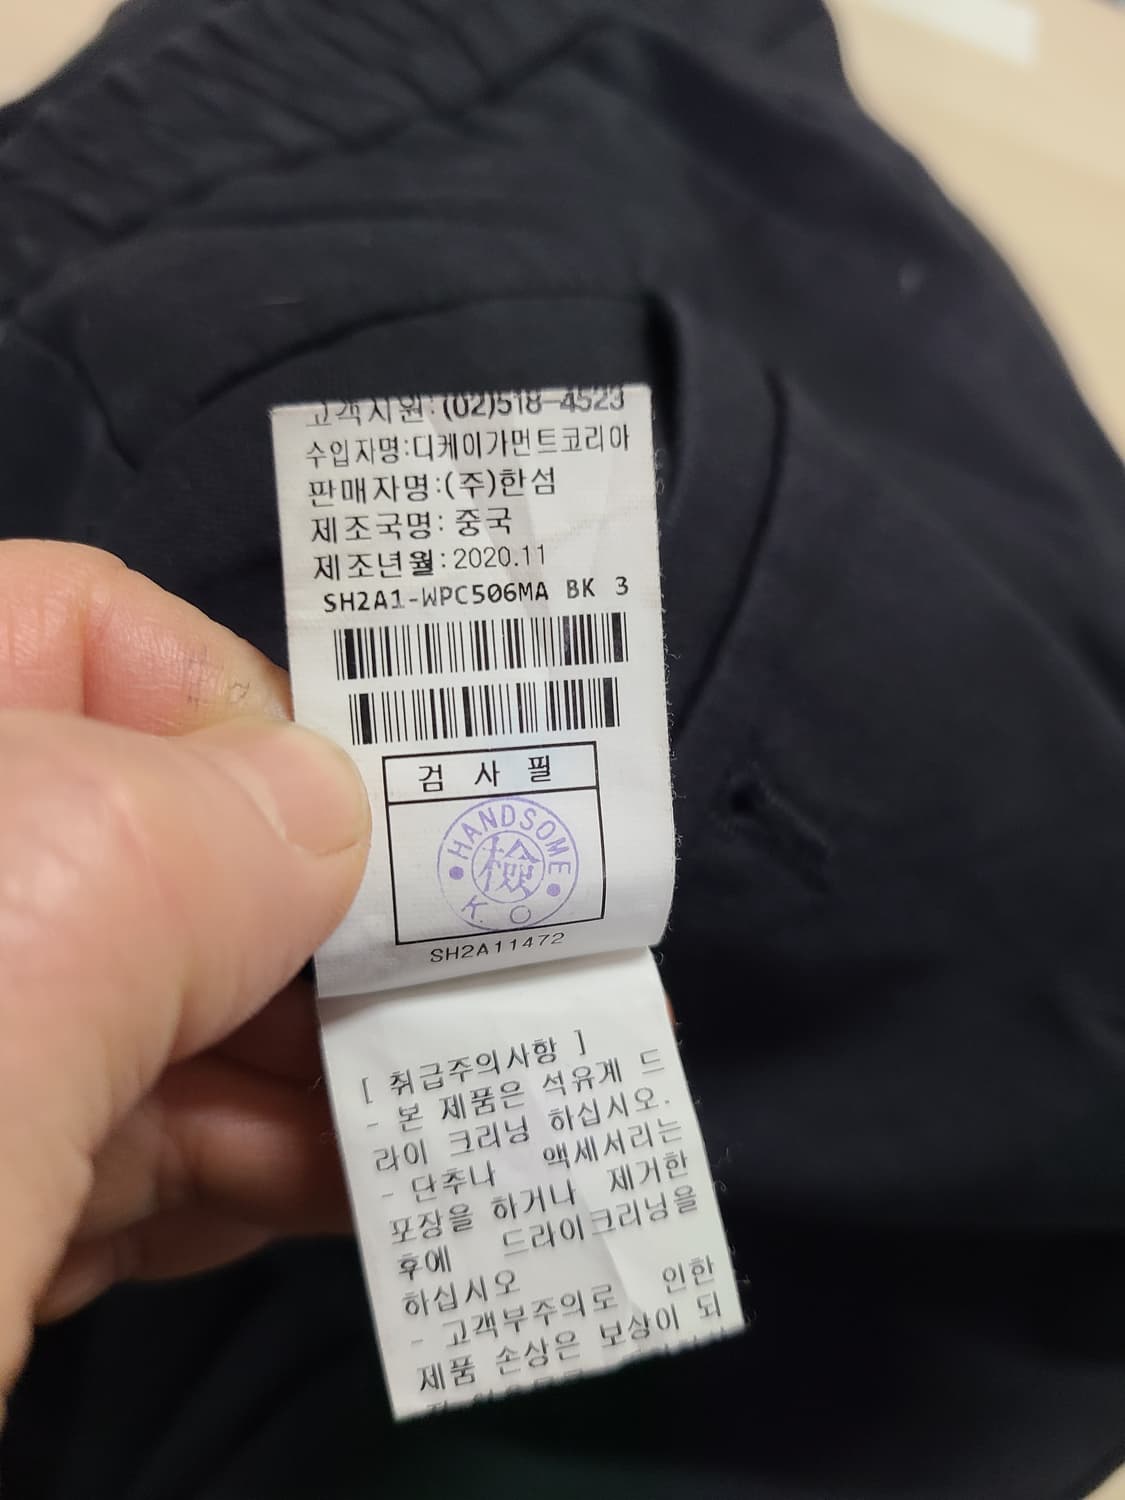 고객지원:(02)518-4523
수입자명:디케이가먼트코리아
판매자명:(주)한섬
제조국명: 중국
제조년월:2020.11
SH2A1-WPC506MA BK 3
검 사 필
HANDSOME
檢
K. O
SH2A11472
[ 취급주의사항 ]
- 본 제품은 석유계 드
라이 크리닝 하십시오.
- 단추나 액세서리는
포장을 하거나 제거한
후에 드라이크리닝을
하십시오
- 고객부주의로 인한
제품 손상은 보상이 되